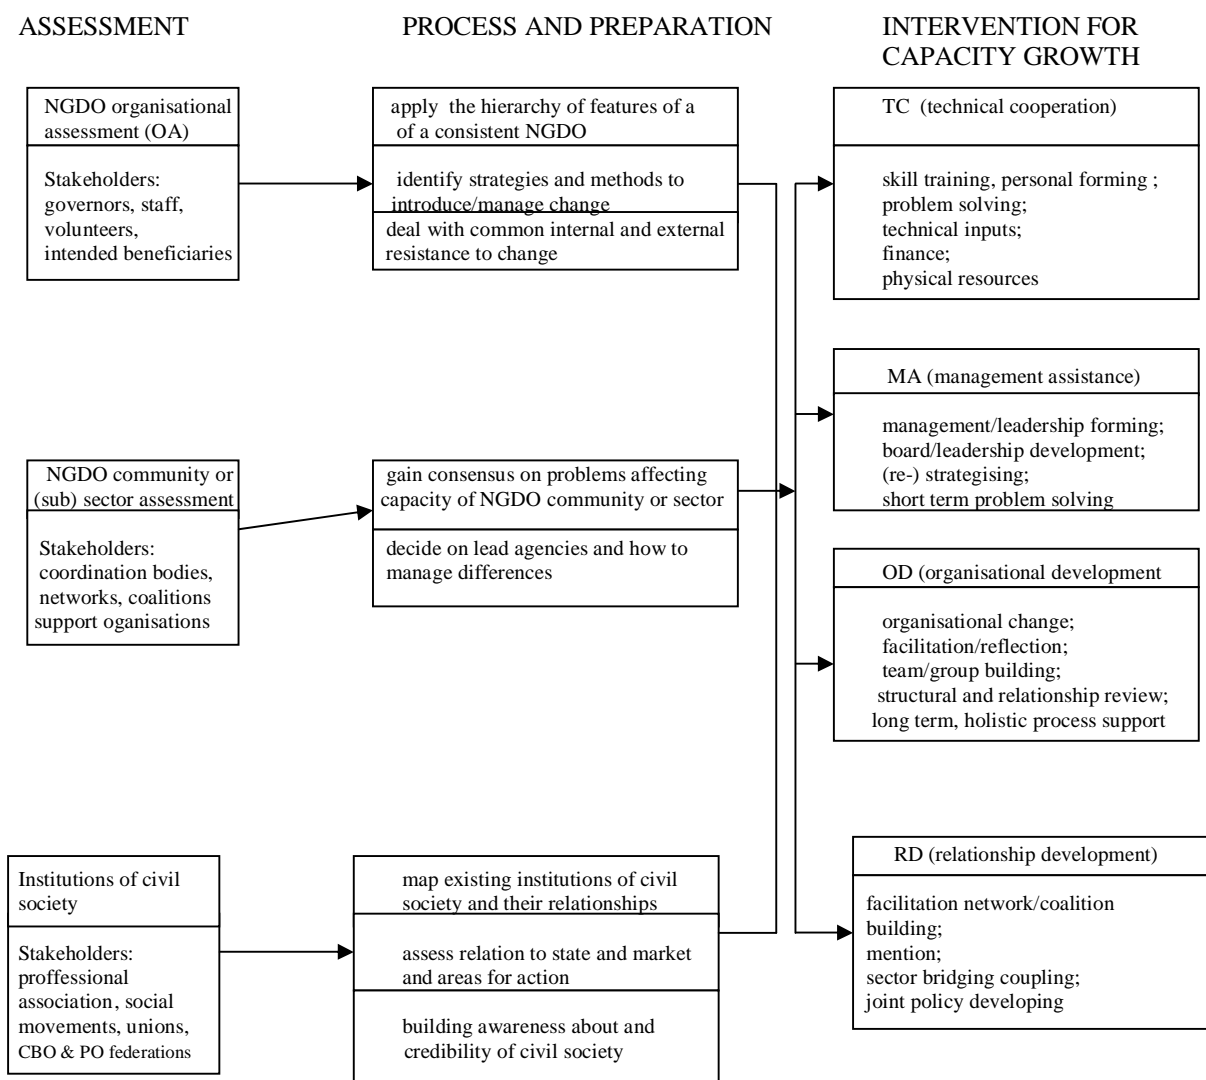 ASSESSMENT
PROCESS AND PREPARATION
INTERVENTION FOR
CAPACITY GROWTH
NGDO organisational
assessment (OA)
Stakeholders:
governors, staff,
volunteers,
intended beneficiaries
apply the hierarchy of features of a
of a consistent NGDO
identify strategies and methods to
introduce/manage change
deal with common internal and external
resistance to change
TC (technical cooperation)
skill training, personal forming ;
problem solving;
technical inputs;
finance;
physical resources
MA (management assistance)
management/leadership forming;
board/leadership development;
(re-) strategising;
short term problem solving
NGDO community or
(sub) sector assessment
Stakeholders:
coordination bodies,
networks, coalitions
support oganisations
gain consensus on problems affecting
capacity of NGDO community or sector
decide on lead agencies and how to
manage differences
OD (organisational development
organisational change;
facilitation/reflection;
team/group building;
structural and relationship review;
long term, holistic process support
Institutions of civil
society
Stakeholders:
proffessional
association, social
movements, unions,
CBO & PO federations
map existing institutions of civil
society and their relationships
assess relation to state and market
and areas for action
building awareness about and
credibility of civil society
RD (relationship development)
facilitation network/coalition
building;
mention;
sector bridging coupling;
joint policy developing